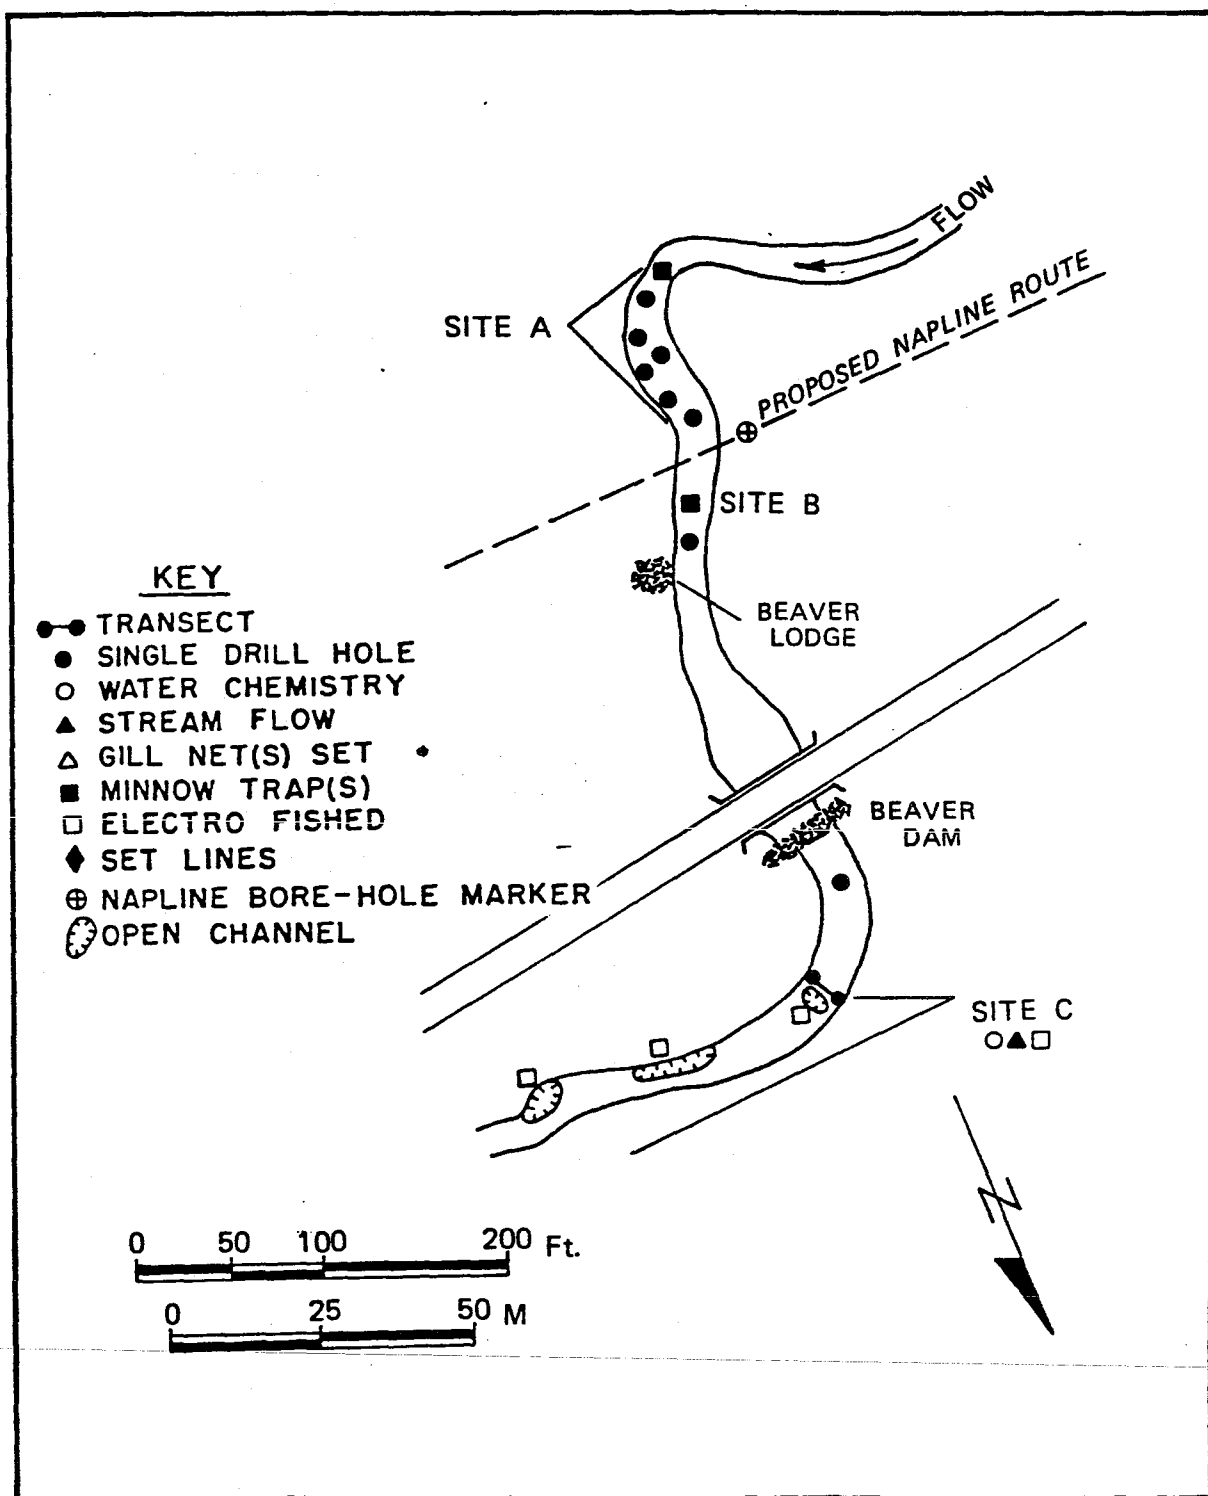 FLOW
PROPOSED NAPLINE ROUTE
SITE A
SITE B
BEAVER
LODGE
KEY
TRANSECT
SINGLE DRILL HOLE
WATER CHEMISTRY
STREAM FLOW
GILL NET(S) SET
MINNOW TRAP(S)
ELECTRO FISHED
SET LINES
NAPLINE BORE-HOLE MARKER
OPEN CHANNEL
BEAVER
DAM
SITE C
N
0 50 100 200 Ft.
0 25 50 M